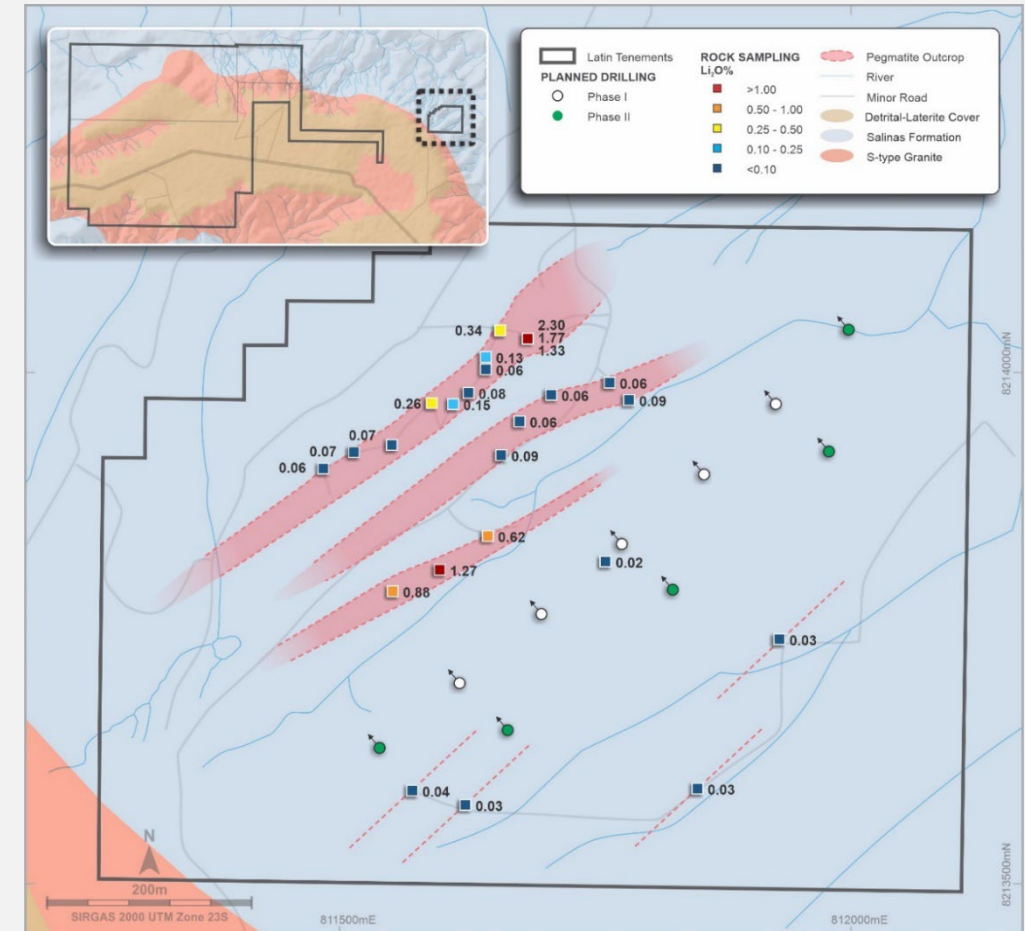 Latin Tenements
PLANNED DRILLING
Phase I
Phase II
ROCK SAMPLING
Li₂O%
>1.00
0.50 - 1.00
0.25 - 0.50
0.10 - 0.25
<0.10
Pegmatite Outcrop
River
Minor Road
Detrital-Laterite Cover
Salinas Formation
S-type Granite
0.34
2.30
1.77
1.33
0.13
0.06
0.08
0.26
0.15
0.07
0.07
0.06
0.06
0.06
0.09
0.06
0.09
0.62
1.27
0.88
0.02
0.03
0.04
0.03
0.03
8214000mN
8213500mN
N
200m
SIRGAS 2000 UTM Zone 23S
811500mE
812000mE